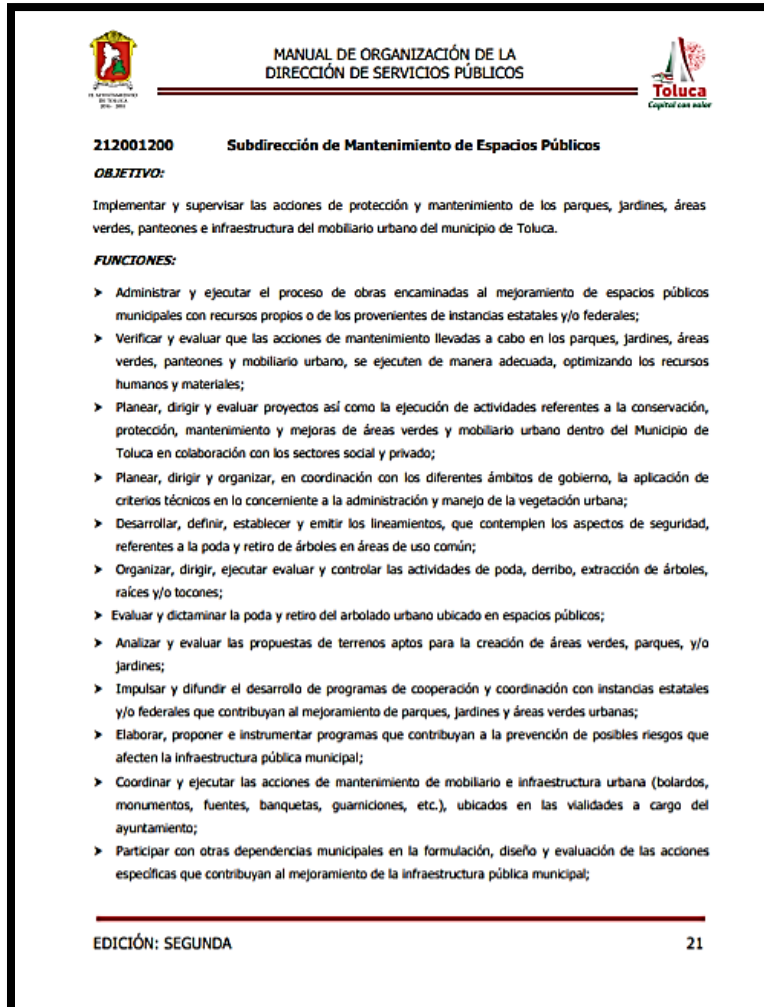 MANUAL DE ORGANIZACIÓN DE LA
DIRECCIÓN DE SERVICIOS PÚBLICOS
Toluca
Capital con valor
212001200 Subdirección de Mantenimiento de Espacios Públicos
OBJETIVO:
Implementar y supervisar las acciones de protección y mantenimiento de los parques, jardines, áreas
verdes, panteones e infraestructura del mobiliario urbano del municipio de Toluca.
FUNCIONES:
➤ Administrar y ejecutar el proceso de obras encaminadas al mejoramiento de espacios públicos
municipales con recursos propios o de los provenientes de instancias estatales y/o federales;
➤ Verificar y evaluar que las acciones de mantenimiento llevadas a cabo en los parques, jardines, áreas
verdes, panteones y mobiliario urbano, se ejecuten de manera adecuada, optimizando los recursos
humanos y materiales;
➤ Planear, dirigir y evaluar proyectos así como la ejecución de actividades referentes a la conservación,
protección, mantenimiento y mejoras de áreas verdes y mobiliario urbano dentro del Municipio de
Toluca en colaboración con los sectores social y privado;
➤ Planear, dirigir y organizar, en coordinación con los diferentes ámbitos de gobierno, la aplicación de
criterios técnicos en lo concerniente a la administración y manejo de la vegetación urbana;
➤ Desarrollar, definir, establecer y emitir los lineamientos, que contemplen los aspectos de seguridad,
referentes a la poda y retiro de árboles en áreas de uso común;
➤ Organizar, dirigir, ejecutar evaluar y controlar las actividades de poda, derribo, extracción de árboles,
raíces y/o tocones;
➤ Evaluar y dictaminar la poda y retiro del arbolado urbano ubicado en espacios públicos;
➤ Analizar y evaluar las propuestas de terrenos aptos para la creación de áreas verdes, parques, y/o
jardines;
➤ Impulsar y difundir el desarrollo de programas de cooperación y coordinación con instancias estatales
y/o federales que contribuyan al mejoramiento de parques, jardines y áreas verdes urbanas;
➤ Elaborar, proponer e instrumentar programas que contribuyan a la prevención de posibles riesgos que
afecten la infraestructura pública municipal;
➤ Coordinar y ejecutar las acciones de mantenimiento de mobiliario e infraestructura urbana (bolardos,
monumentos, fuentes, banquetas, guarniciones, etc.), ubicados en las vialidades a cargo del
ayuntamiento;
➤ Participar con otras dependencias municipales en la formulación, diseño y evaluación de las acciones
específicas que contribuyan al mejoramiento de la infraestructura pública municipal;
EDICIÓN: SEGUNDA 21